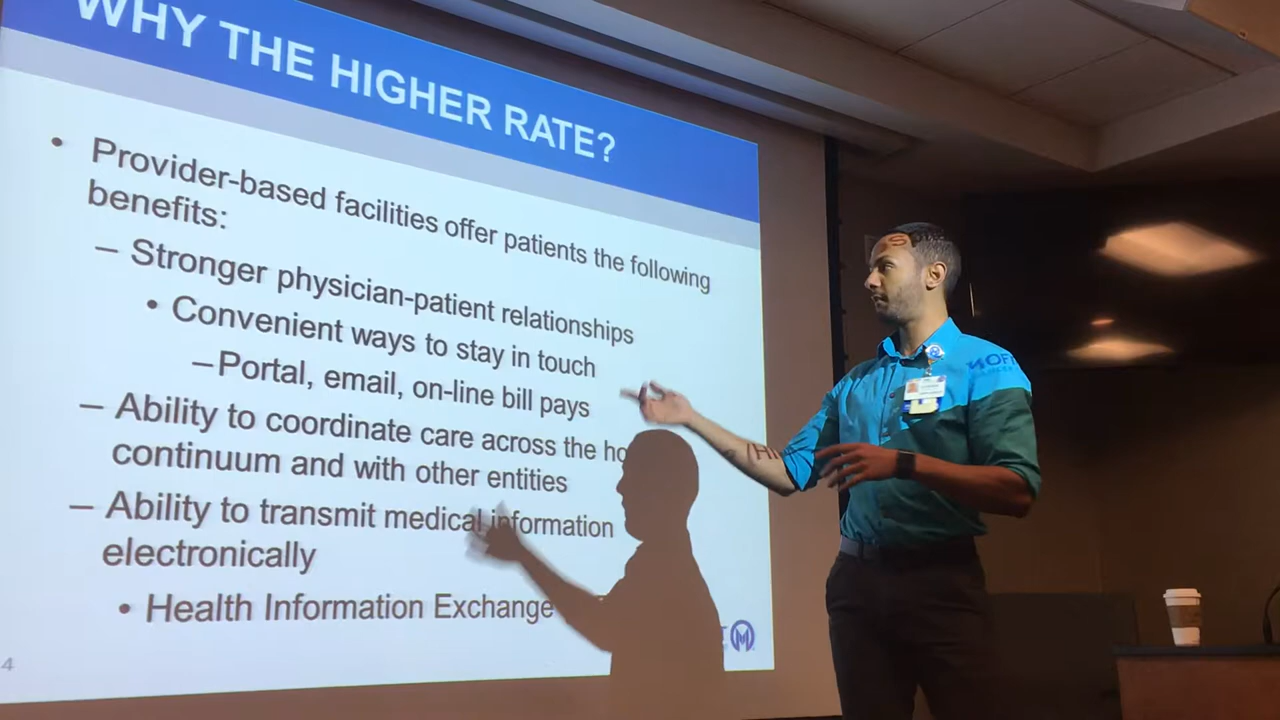 WHY THE HIGHER RATE?
• Provider-based facilities offer patients the following
benefits:
– Stronger physician-patient relationships
• Convenient ways to stay in touch
– Portal, email, on-line bill pays
– Ability to coordinate care across the ho
continuum and with other entities
– Ability to transmit medical information
electronically
• Health Information Exchange
4